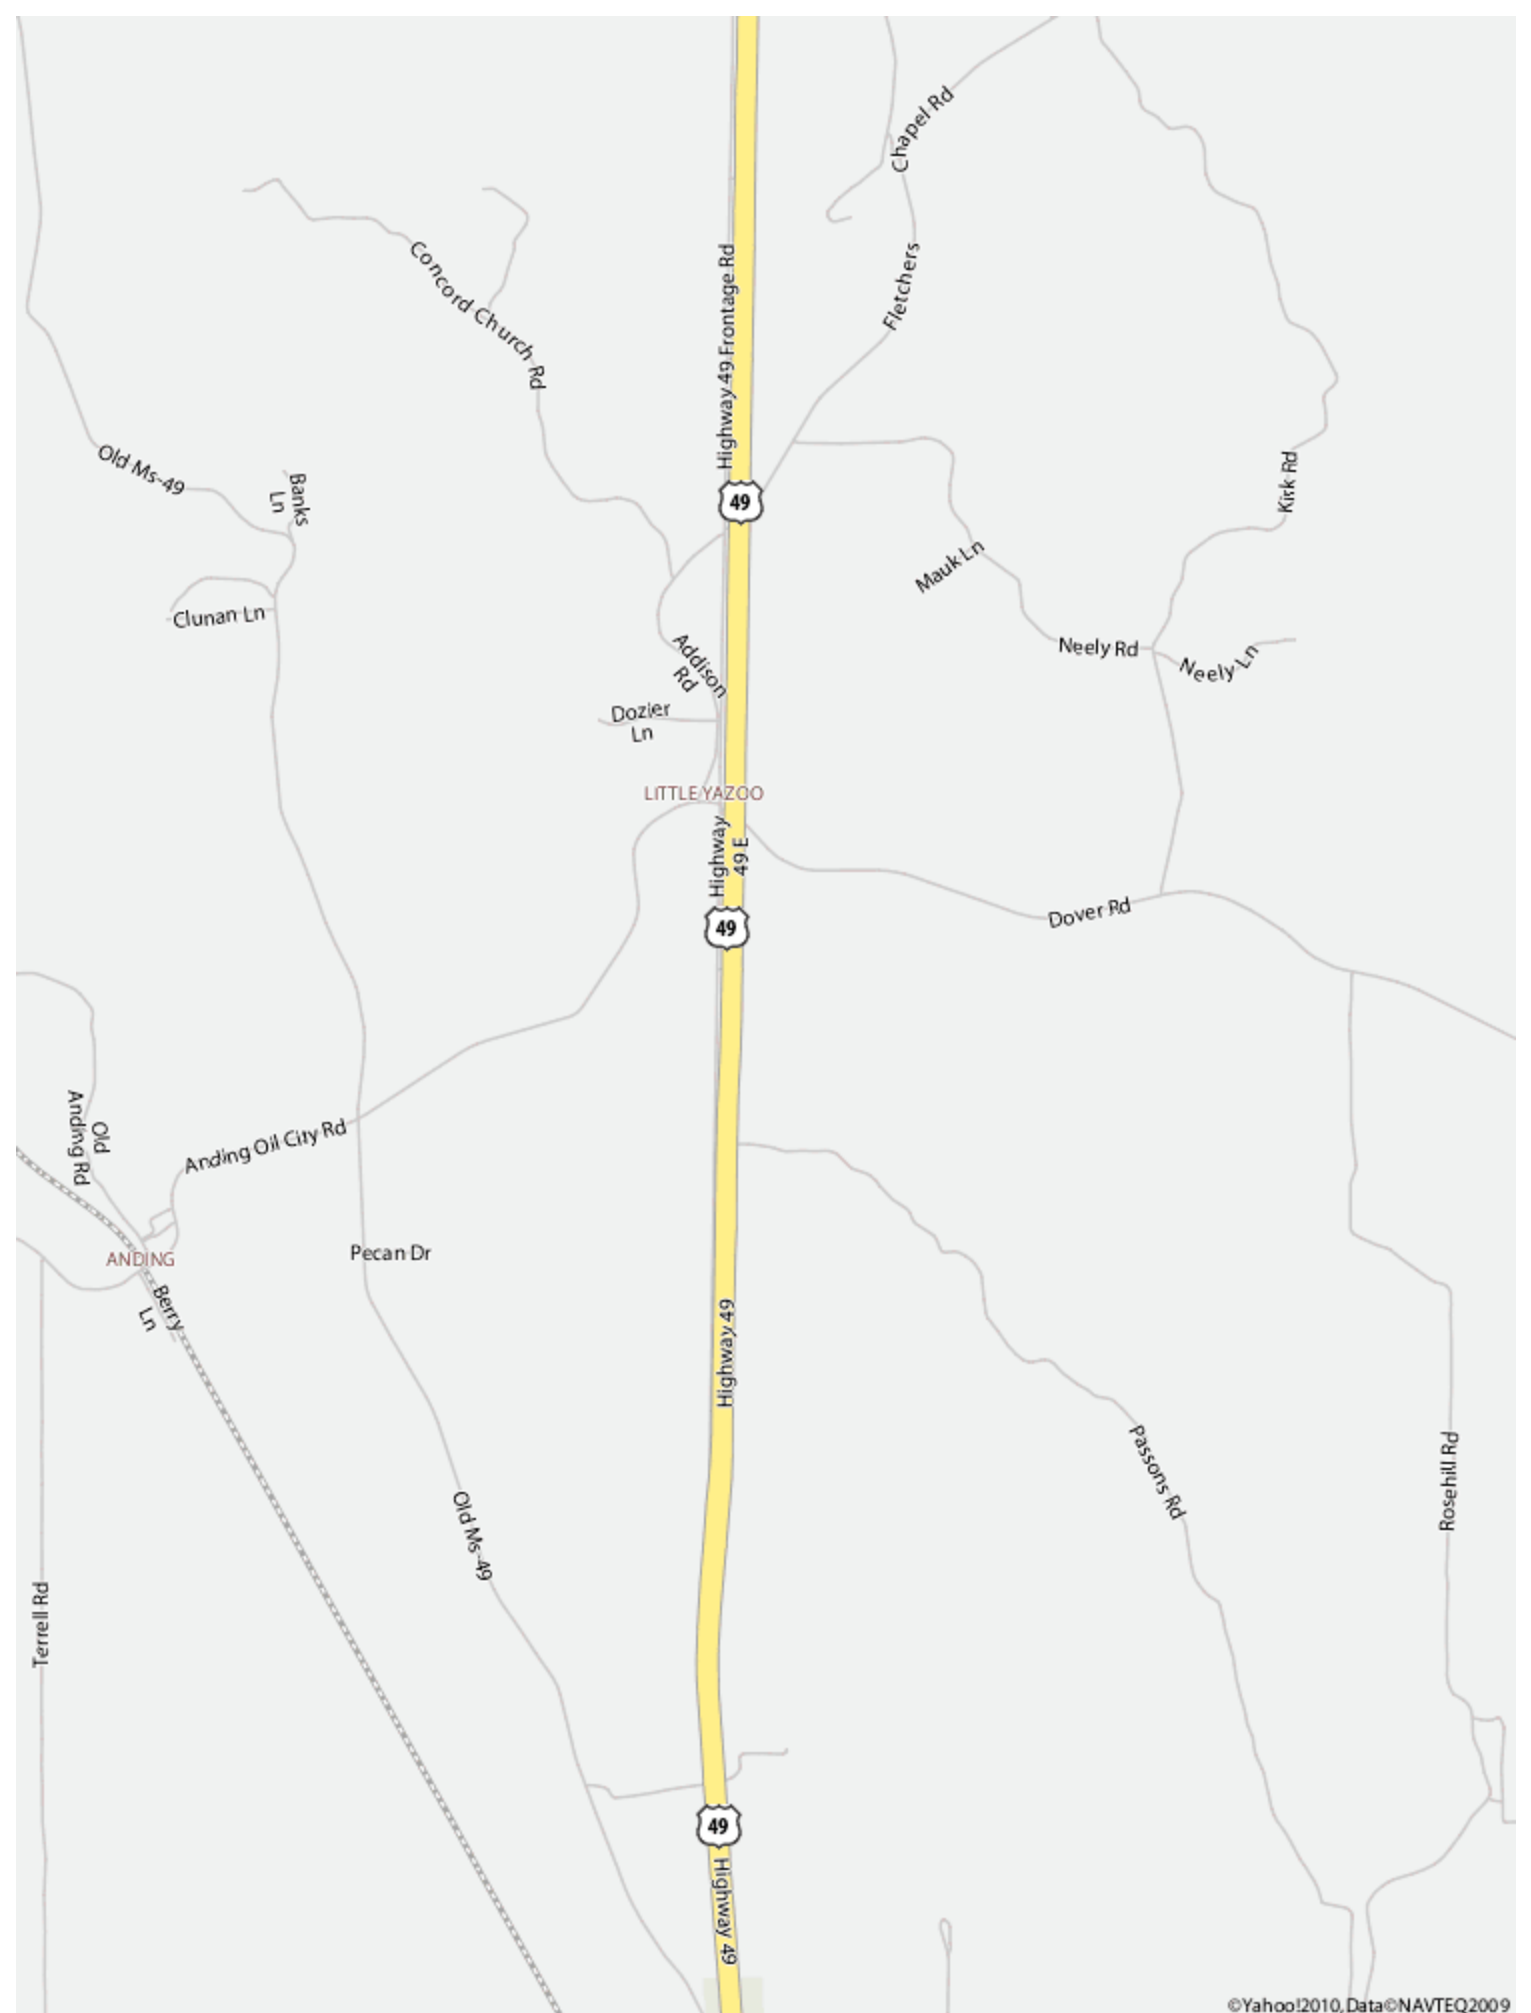 Chapel Rd
Fletchers
Concord Church Rd
Highway 49 Frontage Rd
Old Ms-49
Banks
Ln
49
Kirk Rd
Mauk Ln
Clunan Ln
Addison
Rd
Neely Rd
Neely Ln
Dozier
Ln
LITTLE YAZOO
Highway
49 E
49
Dover Rd
Old
Anding Rd
Anding Oil City Rd
ANDING
Pecan Dr
Berry
Ln
Highway 49
Passons Rd
Rosehill Rd
Old Ms-49
Terrell Rd
49
Highway 49
©Yahoo!2010,Data©NAVTEQ2009